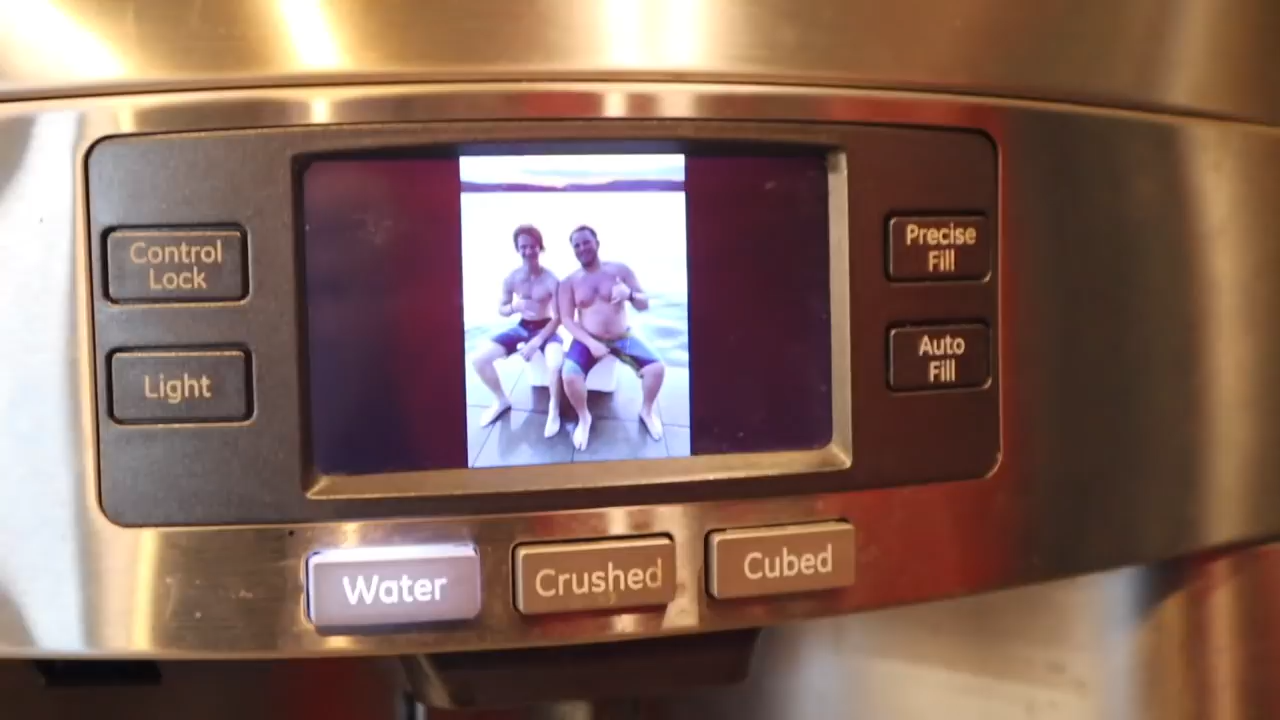 Control
Lock
Light
Precise
Fill
Auto
Fill
Water
Crushed
Cubed